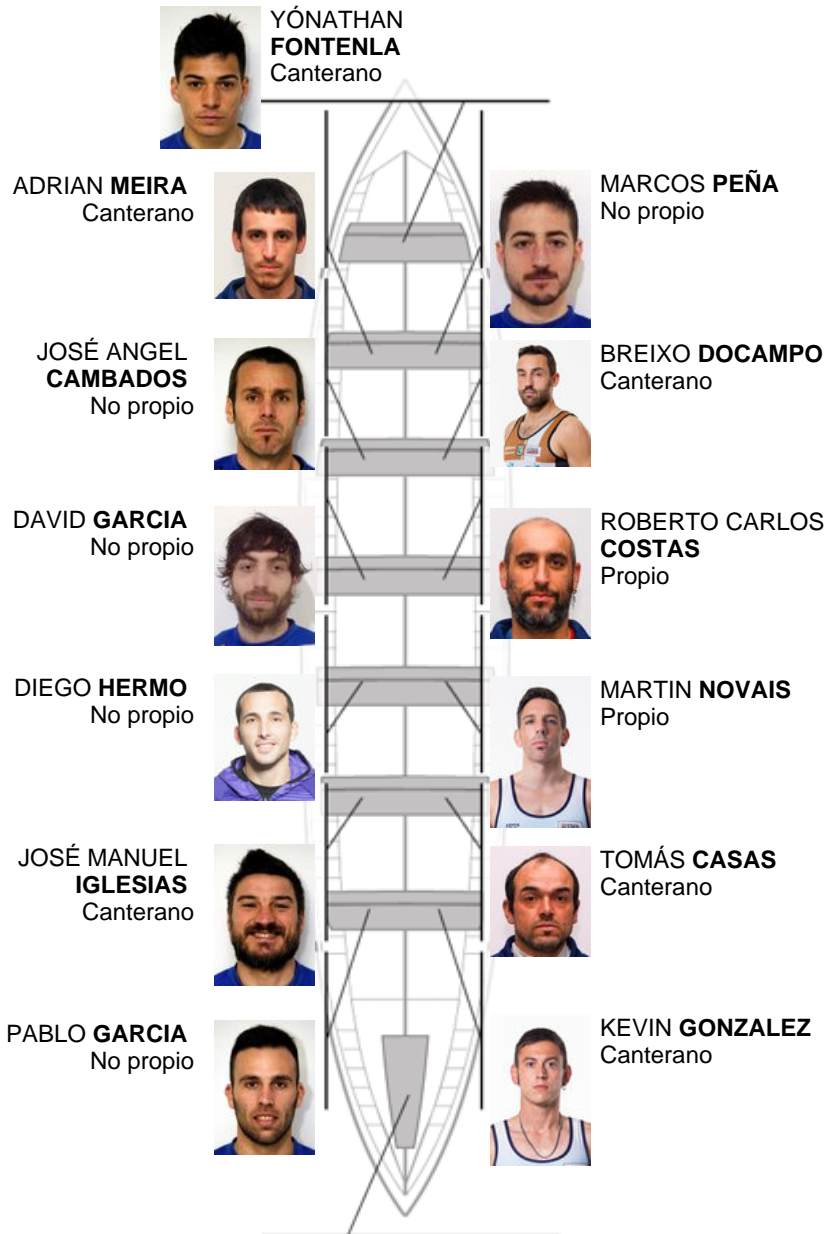 YÓNATHAN
FONTENLA
Canterano
ADRIAN MEIRA
Canterano
MARCOS PEÑA
No propio
JOSÉ ANGEL
CAMBADOS
No propio
BREIXO DOCAMPO
Canterano
DAVID GARCIA
No propio
ROBERTO CARLOS
COSTAS
Propio
DIEGO HERMO
No propio
MARTIN NOVAIS
Propio
JOSÉ MANUEL
IGLESIAS
Canterano
TOMÁS CASAS
Canterano
PABLO GARCIA
No propio
KEVIN GONZALEZ
Canterano